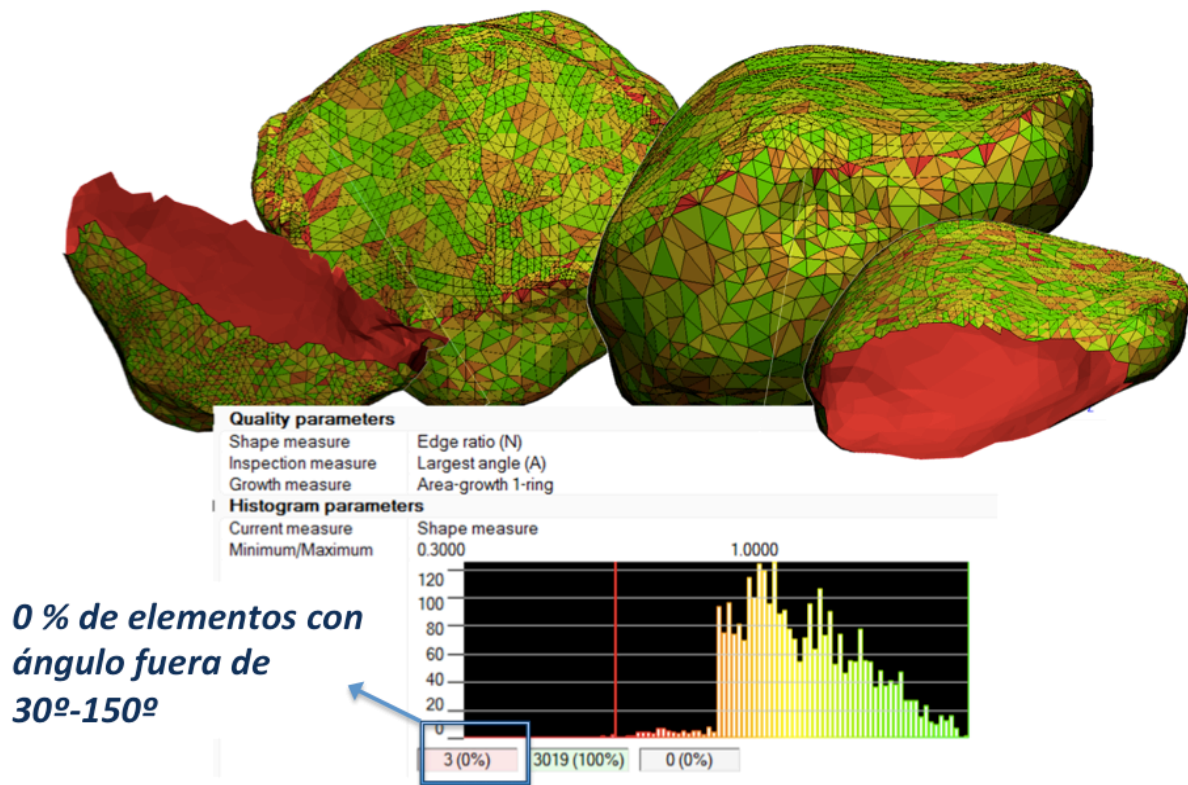 Quality parameters
Shape measure Edge ratio (N)
Inspection measure Largest angle (A)
Growth measure Area-growth 1-ring
Histogram parameters
Current measure Shape measure
Minimum/Maximum 0.3000 1.0000
120
100
80
60
40
20
0
3 (0%) 3019 (100%) 0 (0%)
0 % de elementos con
ángulo fuera de
30º-150º